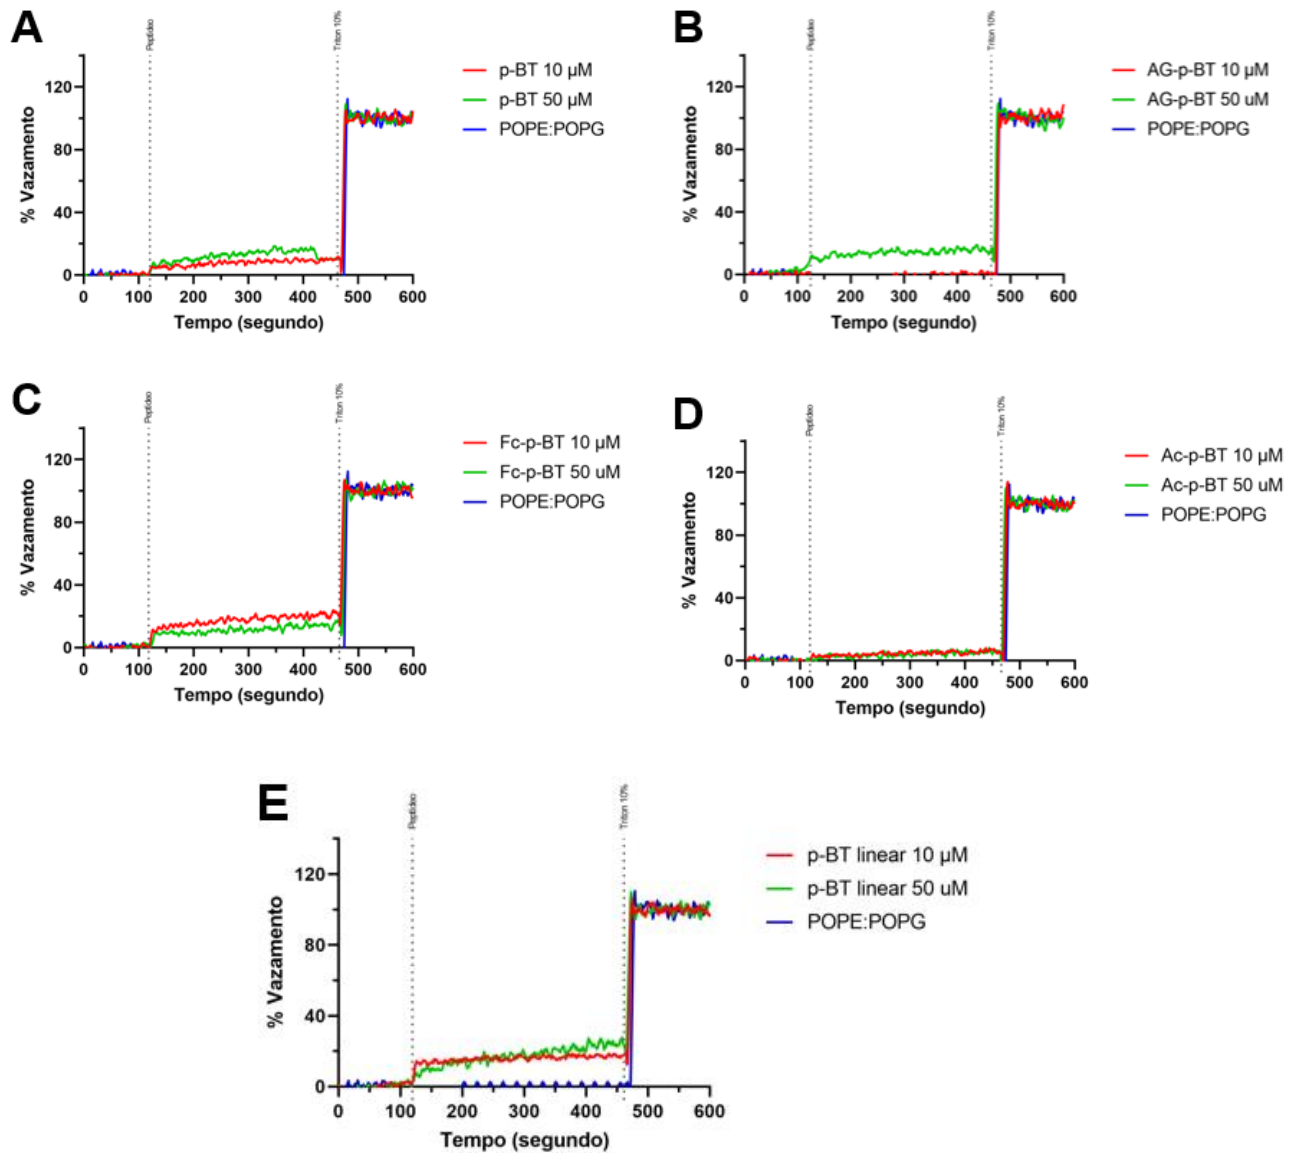 A
Peptídeo
Triton 10%
120
80
40
0
% Vazamento
0 100 200 300 400 500 600
Tempo (segundo)
p-BT 10 µM
p-BT 50 µM
POPE:POPG
B
Peptídeo
Triton 10%
120
80
40
0
% Vazamento
0 100 200 300 400 500 600
Tempo (segundo)
AG-p-BT 10 µM
AG-p-BT 50 uM
POPE:POPG
C
Peptídeo
Triton 10%
120
80
40
0
% Vazamento
0 100 200 300 400 500 600
Tempo (segundo)
Fc-p-BT 10 µM
Fc-p-BT 50 uM
POPE:POPG
D
Peptídeo
Triton 10%
120
80
40
0
% Vazamento
0 100 200 300 400 500 600
Tempo (segundo)
Ac-p-BT 10 µM
Ac-p-BT 50 uM
POPE:POPG
E
Peptídeo
Triton 10%
120
80
40
0
% Vazamento
0 100 200 300 400 500 600
Tempo (segundo)
p-BT linear 10 µM
p-BT linear 50 uM
POPE:POPG